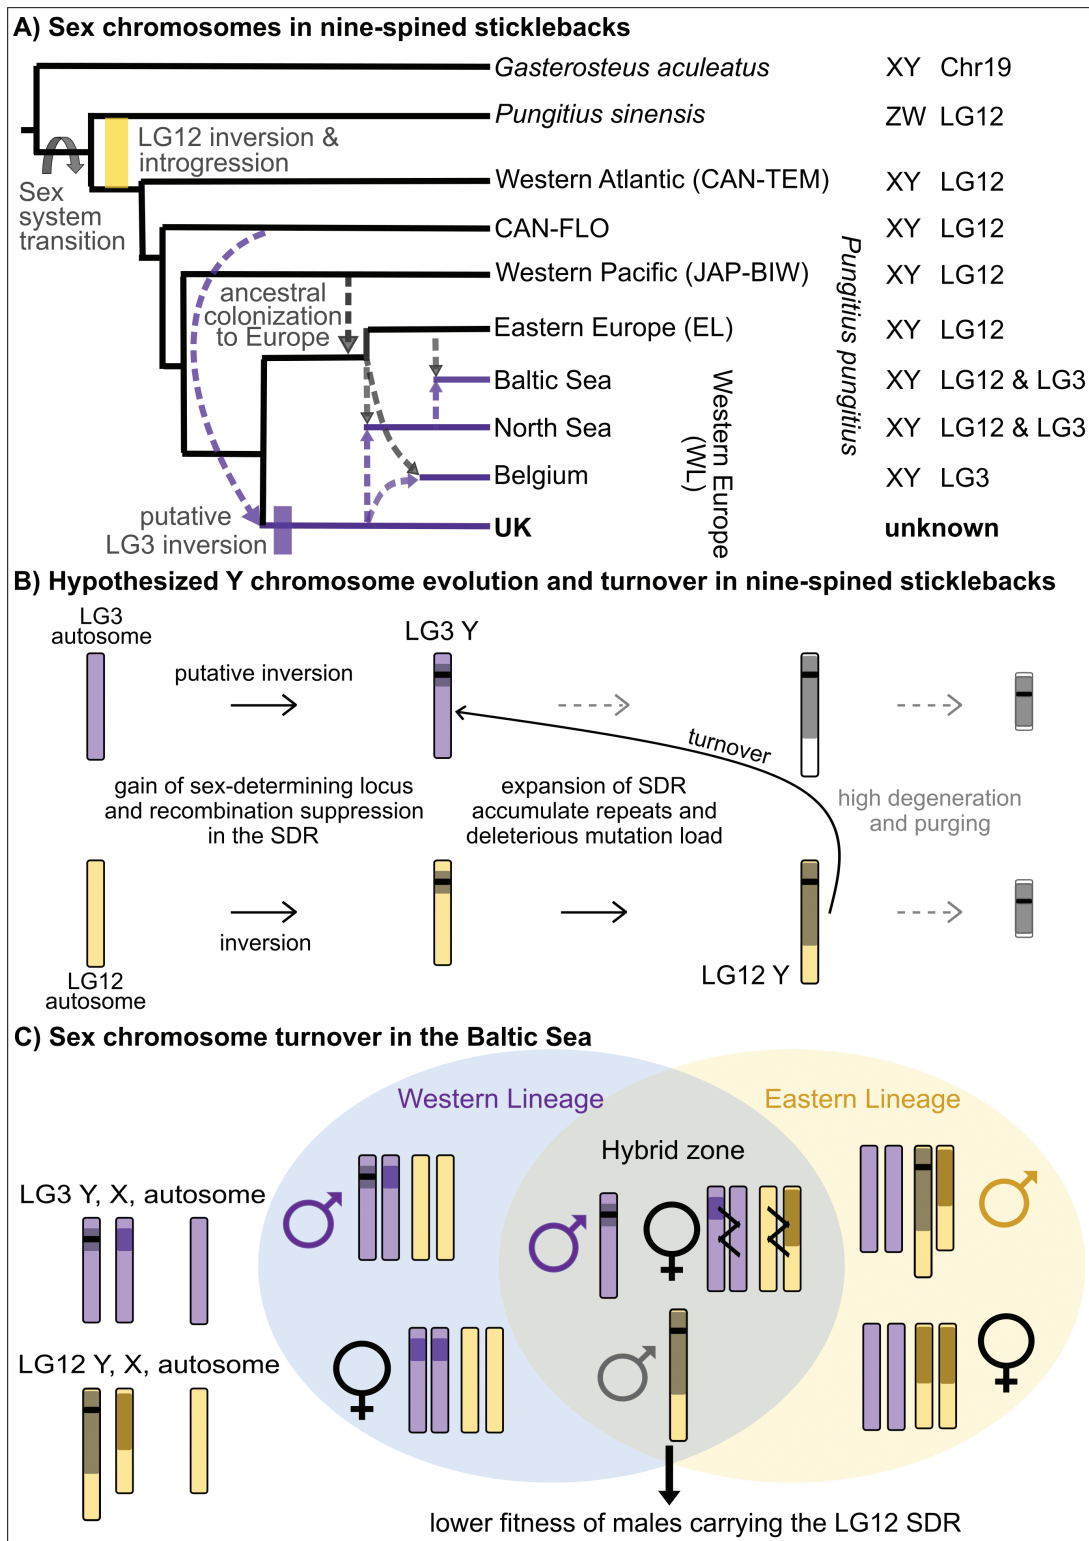 A) Sex chromosomes in nine-spined sticklebacks
Gasterosteus aculeatus XY Chr19
Pungitius sinensis ZW LG12
LG12 inversion &
introgression
Sex
system
transition
Western Atlantic (CAN-TEM) XY LG12
CAN-FLO XY LG12
Western Pacific (JAP-BIW) XY LG12
ancestral
colonization
to Europe
Eastern Europe (EL) XY LG12
Baltic Sea XY LG12 & LG3
North Sea XY LG12 & LG3
Belgium XY LG3
UK unknown
putative
LG3 inversion
Western Europe
(WL)
Pungitius pungitius
B) Hypothesized Y chromosome evolution and turnover in nine-spined sticklebacks
LG3
autosome
putative inversion
LG3 Y
turnover
gain of sex-determining locus
and recombination suppression
in the SDR
expansion of SDR
accumulate repeats and
deleterious mutation load
high degeneration
and purging
inversion
LG12
autosome
LG12 Y
C) Sex chromosome turnover in the Baltic Sea
Western Lineage
Eastern Lineage
Hybrid zone
LG3 Y, X, autosome
LG12 Y, X, autosome
lower fitness of males carrying the LG12 SDR